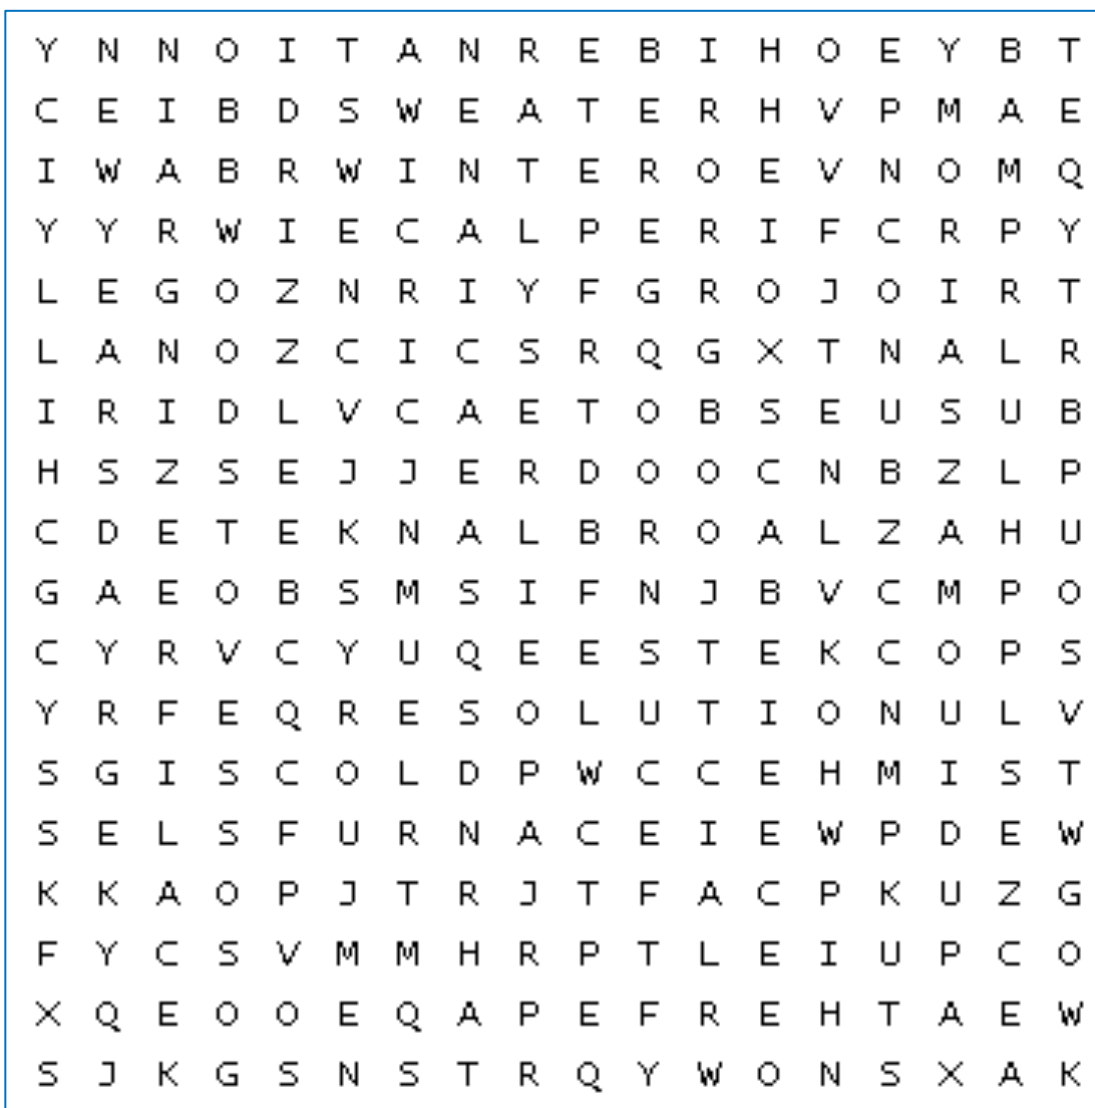 Y N N O I T A N R E B I H O E Y B T
C E I B D S W E A T E R H V P M A E
I W A B R W I N T E R O E V N O M Q
Y Y R W I E C A L P E R I F C R P Y
L E G O Z N R I Y F G R O J O I R T
L A N O Z C I C S R Q G X T N A L R
I R I D L V C A E T O B S E U S U B
H S Z S E J J E R D O O C N B Z L P
C D E T E K N A L B R O A L Z A H U
G A E O B S M S I F N J B V C M P O
C Y R V C Y U Q E E S T E K C O P S
Y R F E Q R E S O L U T I O N U L V
S G I S C O L D P W C C E H M I S T
S E L S F U R N A C E I E W P D E W
K K A O P J T R J T F A C P K U Z G
F Y C S V M M H R P T L E I U P C O
X Q E O O E Q A P E F R E H T A E W
S J K G S N S T R Q Y W O N S X A K